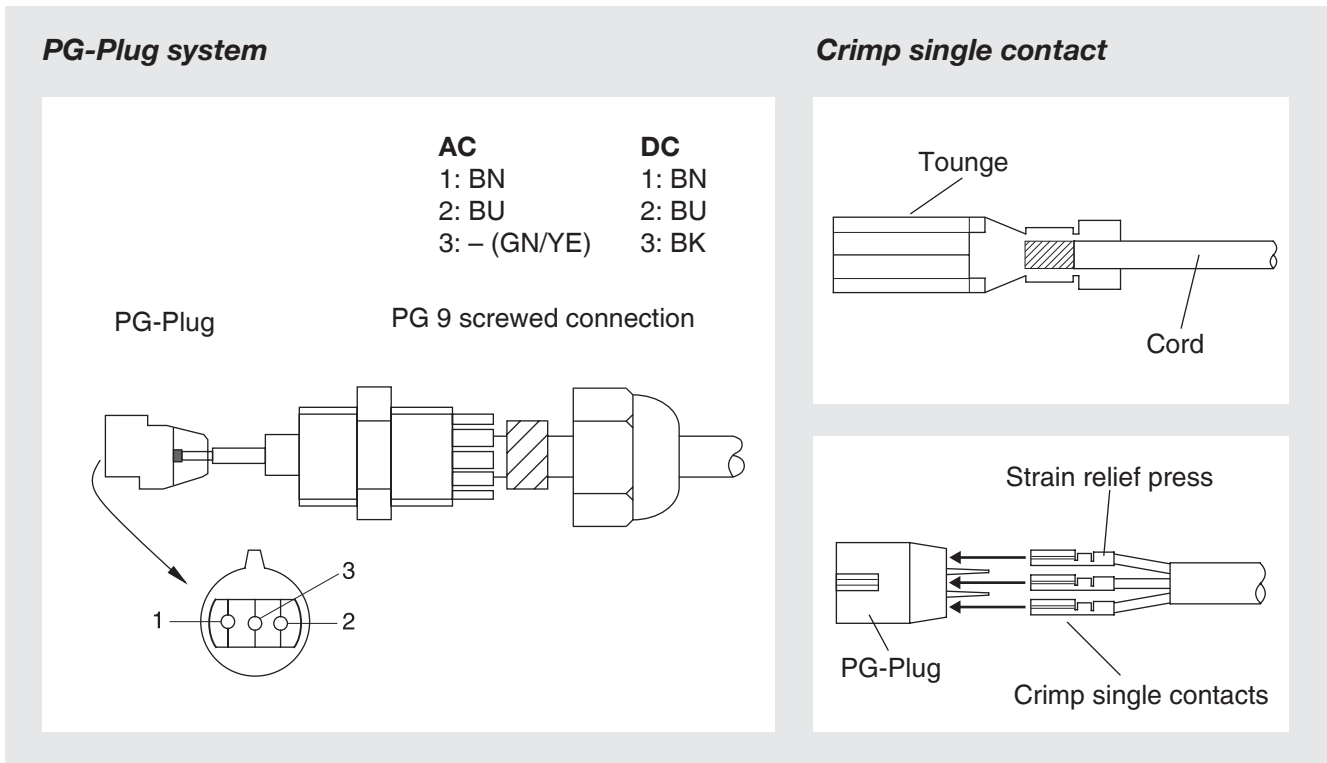 PG-Plug system
AC
1: BN
2: BU
3: – (GN/YE)
DC
1: BN
2: BU
3: BK
PG-Plug
PG 9 screwed connection
1
3
2
Crimp single contact
Tounge
Cord
Strain relief press
PG-Plug
Crimp single contacts